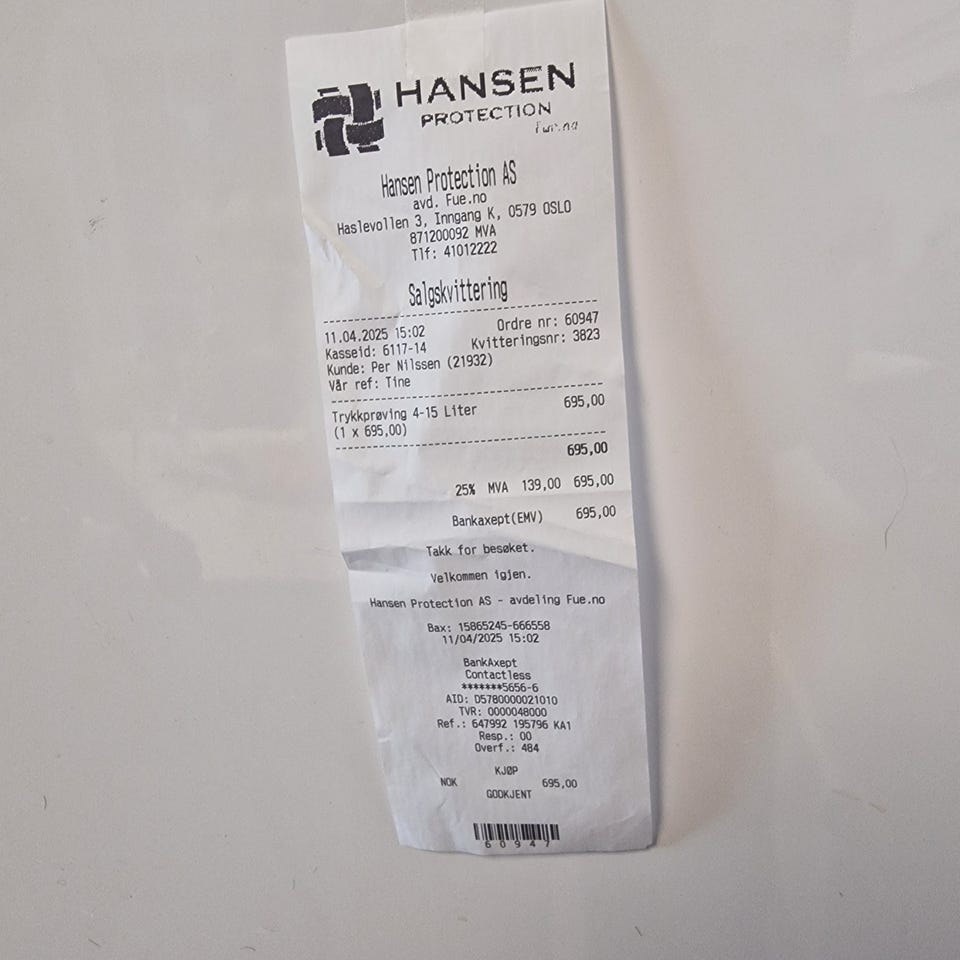 HANSEN
PROTECTION
Hansen Protection AS
avd. Fue.no
Haslevollen 3, Inngang K, 0579 OSLO
871200092 MVA
Tlf: 41012222
Salgskvittering
11.04.2025 15:02 Ordre nr: 60947
Kasseid: 6117-14 Kvitteringsnr: 3823
Kunde: Per Nilssen (21932)
Vår ref: Tine
Trykkprøving 4-15 Liter 695,00
(1 x 695,00)
695,00
25% MVA 139,00 695,00
Bankaxept(EMV) 695,00
Takk for besøket.
Velkommen igjen.
Hansen Protection AS - avdeling Fue.no
Bax: 15865245-666558
11/04/2025 15:02
BankAxept
Contactless
*******5656-6
AID: D5780000021010
TVR: 0000048000
Ref.: 647992 195796 KA1
Resp.: 00
Overf.: 484
KJØP
NOK 695,00
GODKJENT
60947